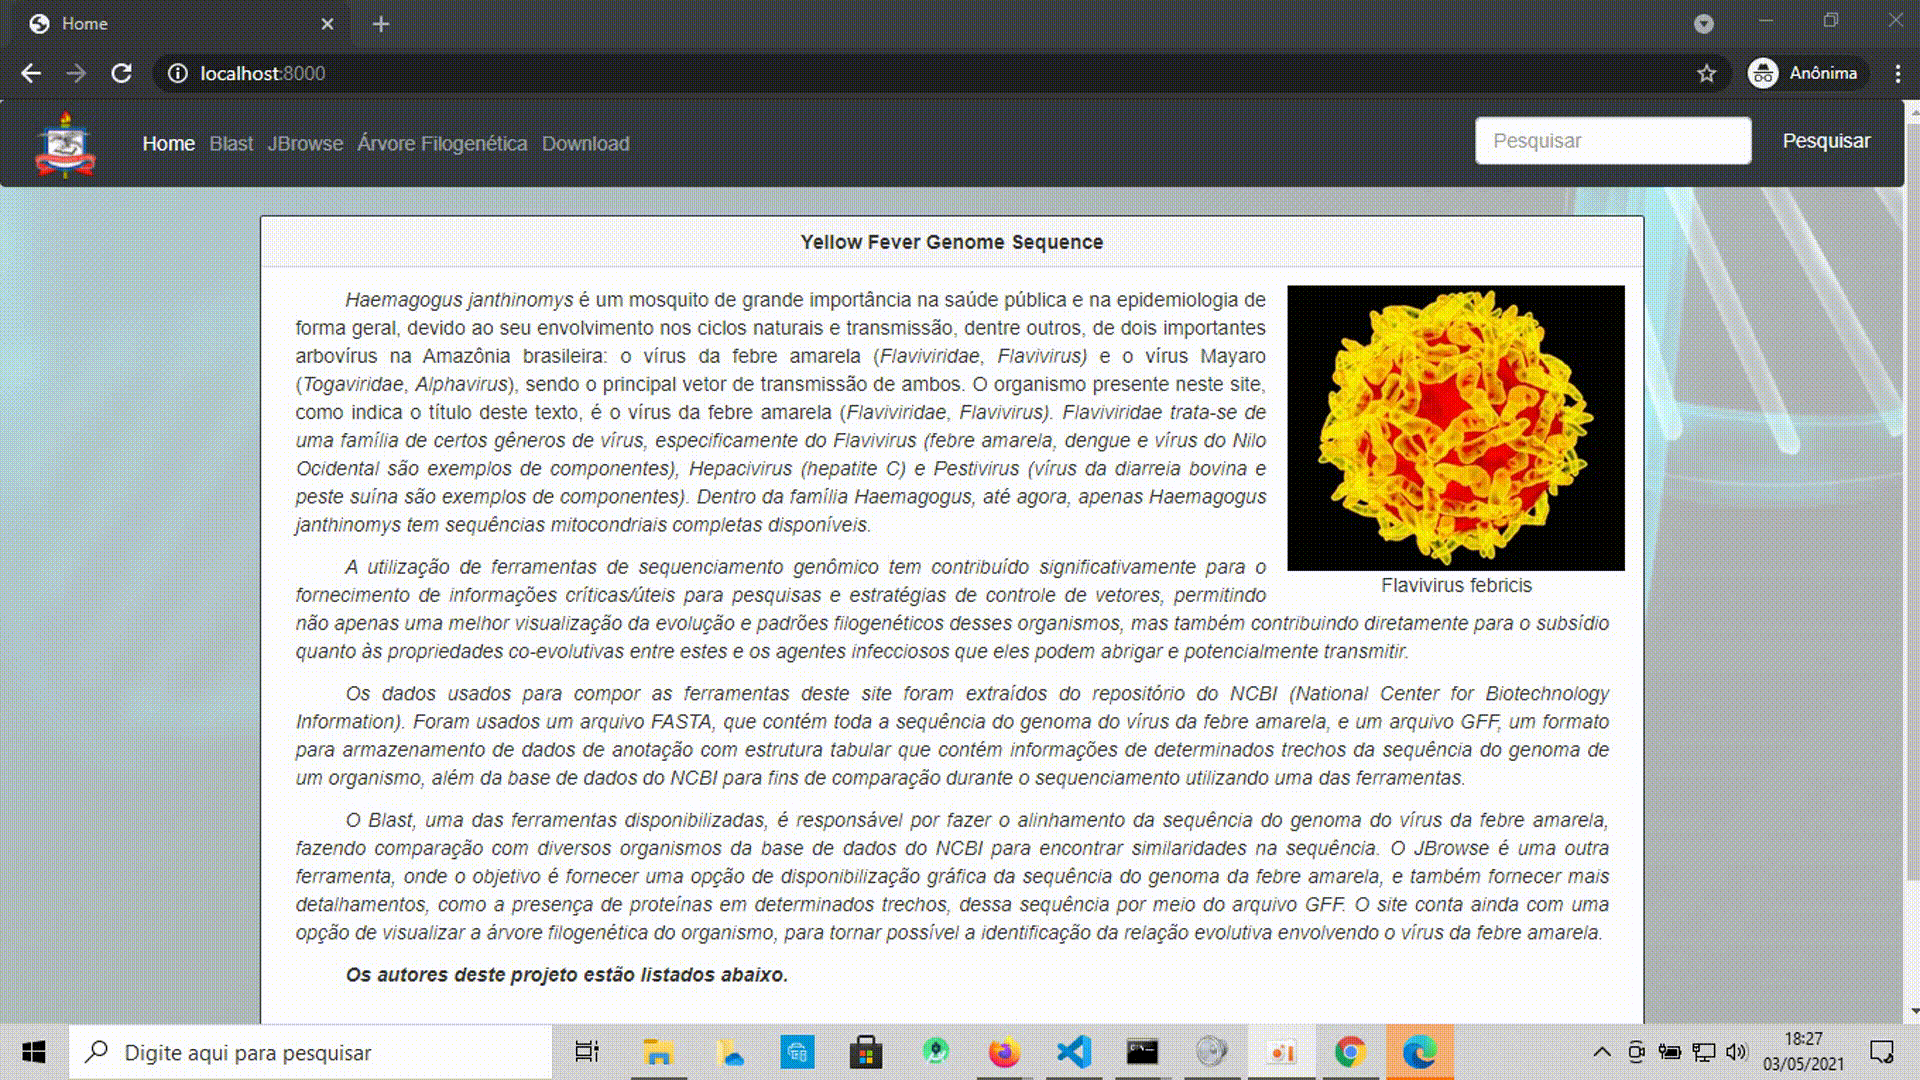 Home
localhost:8000
Anônima
Home Blast JBrowse Árvore Filogenética Download
Pesquisar
Pesquisar
Yellow Fever Genome Sequence
Haemagogus janthinomys é um mosquito de grande importância na saúde pública e na epidemiologia de
forma geral, devido ao seu envolvimento nos ciclos naturais e transmissão, dentre outros, de dois importantes
arbovírus na Amazônia brasileira: o vírus da febre amarela (Flaviviridae, Flavivirus) e o vírus Mayaro
(Togaviridae, Alphavirus), sendo o principal vetor de transmissão de ambos. O organismo presente neste site,
como indica o título deste texto, é o vírus da febre amarela (Flaviviridae, Flavivirus). Flaviviridae trata-se de
uma família de certos gêneros de vírus, especificamente do Flavivirus (febre amarela, dengue e vírus do Nilo
Ocidental são exemplos de componentes), Hepacivirus (hepatite C) e Pestivirus (vírus da diarreia bovina e
peste suína são exemplos de componentes). Dentro da família Haemagogus, até agora, apenas Haemagogus
janthinomys tem sequências mitocondriais completas disponíveis.
Flavivirus febricis
A utilização de ferramentas de sequenciamento genômico tem contribuído significativamente para o
fornecimento de informações críticas/úteis para pesquisas e estratégias de controle de vetores, permitindo
não apenas uma melhor visualização da evolução e padrões filogenéticos desses organismos, mas também contribuindo diretamente para o subsídio
quanto às propriedades co-evolutivas entre estes e os agentes infecciosos que eles podem abrigar e potencialmente transmitir.
Os dados usados para compor as ferramentas deste site foram extraídos do repositório do NCBI (National Center for Biotechnology
Information). Foram usados um arquivo FASTA, que contém toda a sequência do genoma do vírus da febre amarela, e um arquivo GFF, um formato
para armazenamento de dados de anotação com estrutura tabular que contém informações de determinados trechos da sequência do genoma de
um organismo, além da base de dados do NCBI para fins de comparação durante o sequenciamento utilizando uma das ferramentas.
O Blast, uma das ferramentas disponibilizadas, é responsável por fazer o alinhamento da sequência do genoma do vírus da febre amarela,
fazendo comparação com diversos organismos da base de dados do NCBI para encontrar similaridades na sequência. O JBrowse é uma outra
ferramenta, onde o objetivo é fornecer uma opção de disponibilização gráfica da sequência do genoma da febre amarela, e também fornecer mais
detalhamentos, como a presença de proteínas em determinados trechos, dessa sequência por meio do arquivo GFF. O site conta ainda com uma
opção de visualizar a árvore filogenética do organismo, para tornar possível a identificação da relação evolutiva envolvendo o vírus da febre amarela.
Os autores deste projeto estão listados abaixo.
Digite aqui para pesquisar
18:27
03/05/2021